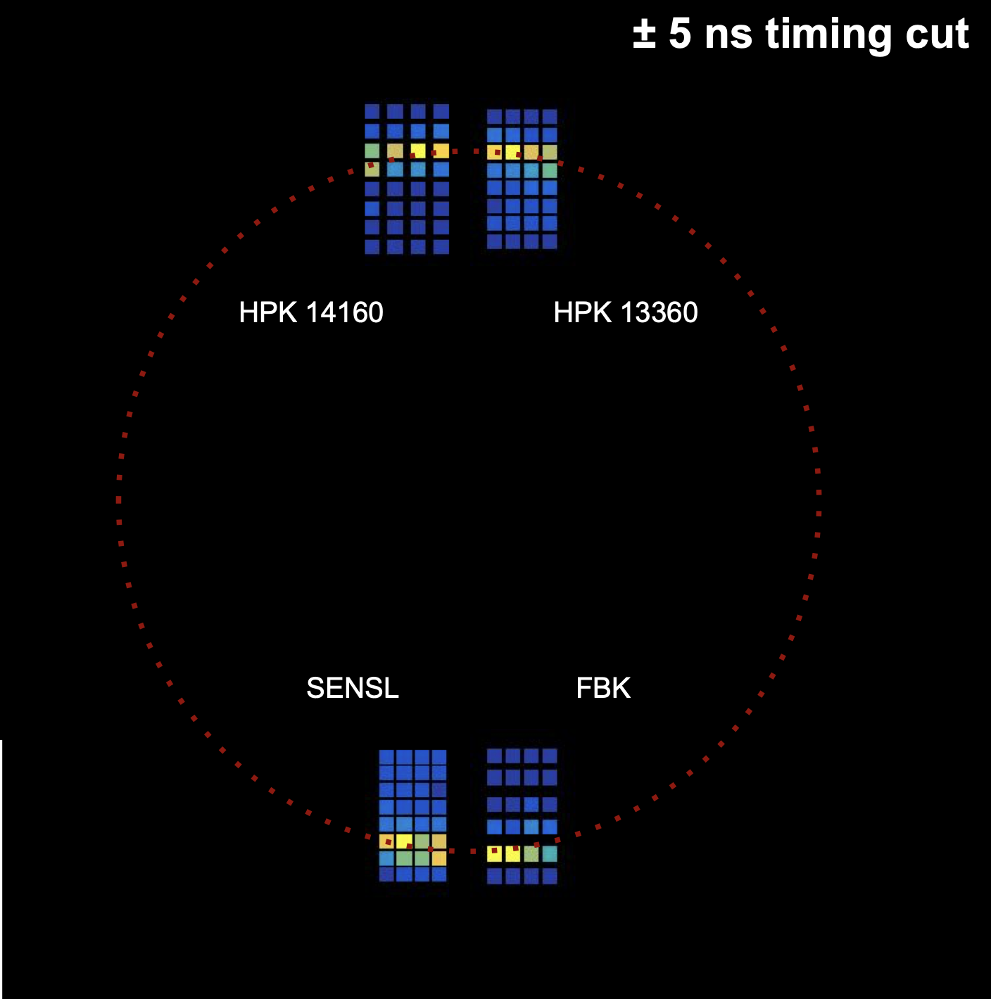 ± 5 ns timing cut
HPK 14160
HPK 13360
SENSL
FBK